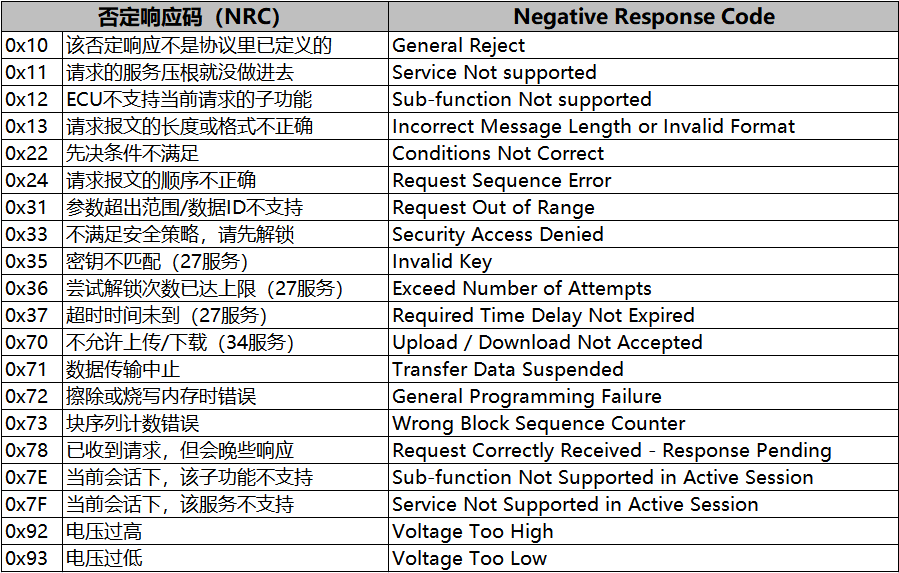 否定响应码（NRC） Negative Response Code
0x10 该否定响应不是协议里已定义的 General Reject
0x11 请求的服务压根就没做进去 Service Not supported
0x12 ECU不支持当前请求的子功能 Sub-function Not supported
0x13 请求报文的长度或格式不正确 Incorrect Message Length or Invalid Format
0x22 先决条件不满足 Conditions Not Correct
0x24 请求报文的顺序不正确 Request Sequence Error
0x31 参数超出范围/数据ID不支持 Request Out of Range
0x33 不满足安全策略，请先解锁 Security Access Denied
0x35 密钥不匹配（27服务） Invalid Key
0x36 尝试解锁次数已达上限（27服务） Exceed Number of Attempts
0x37 超时时间未到（27服务） Required Time Delay Not Expired
0x70 不允许上传/下载（34服务） Upload / Download Not Accepted
0x71 数据传输中止 Transfer Data Suspended
0x72 擦除或烧写内存时错误 General Programming Failure
0x73 块序列计数错误 Wrong Block Sequence Counter
0x78 已收到请求，但会晚些响应 Request Correctly Received - Response Pending
0x7E 当前会话下，该子功能不支持 Sub-function Not Supported in Active Session
0x7F 当前会话下，该服务不支持 Service Not Supported in Active Session
0x92 电压过高 Voltage Too High
0x93 电压过低 Voltage Too Low